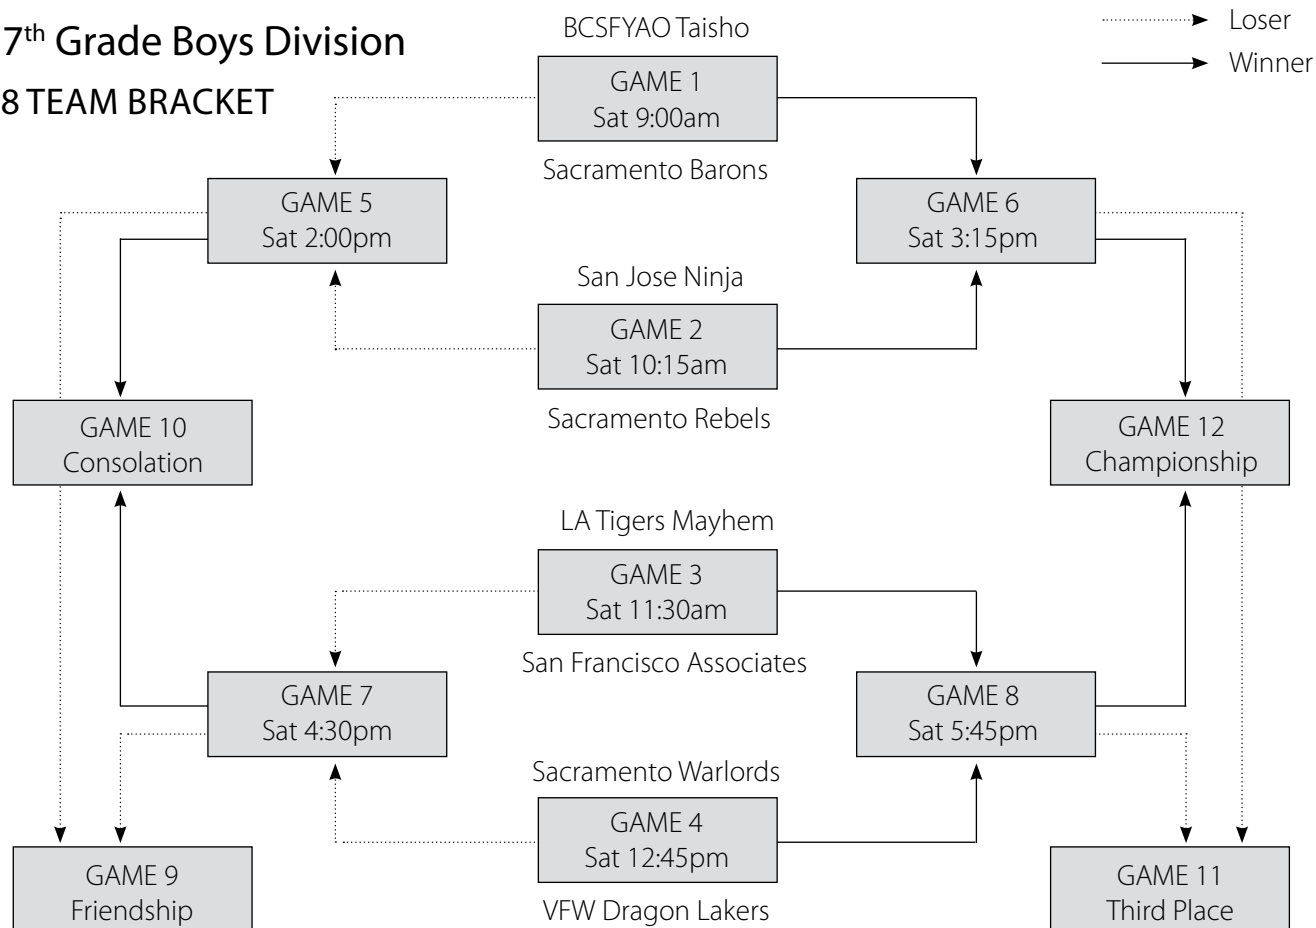 7th Grade Boys Division
8 TEAM BRACKET
Loser
Winner
BCSFYAO Taisho
GAME 1
Sat 9:00am
Sacramento Barons
GAME 5
Sat 2:00pm
GAME 6
Sat 3:15pm
San Jose Ninja
GAME 2
Sat 10:15am
Sacramento Rebels
GAME 10
Consolation
GAME 12
Championship
LA Tigers Mayhem
GAME 3
Sat 11:30am
San Francisco Associates
GAME 7
Sat 4:30pm
GAME 8
Sat 5:45pm
Sacramento Warlords
GAME 4
Sat 12:45pm
VFW Dragon Lakers
GAME 9
Friendship
GAME 11
Third Place